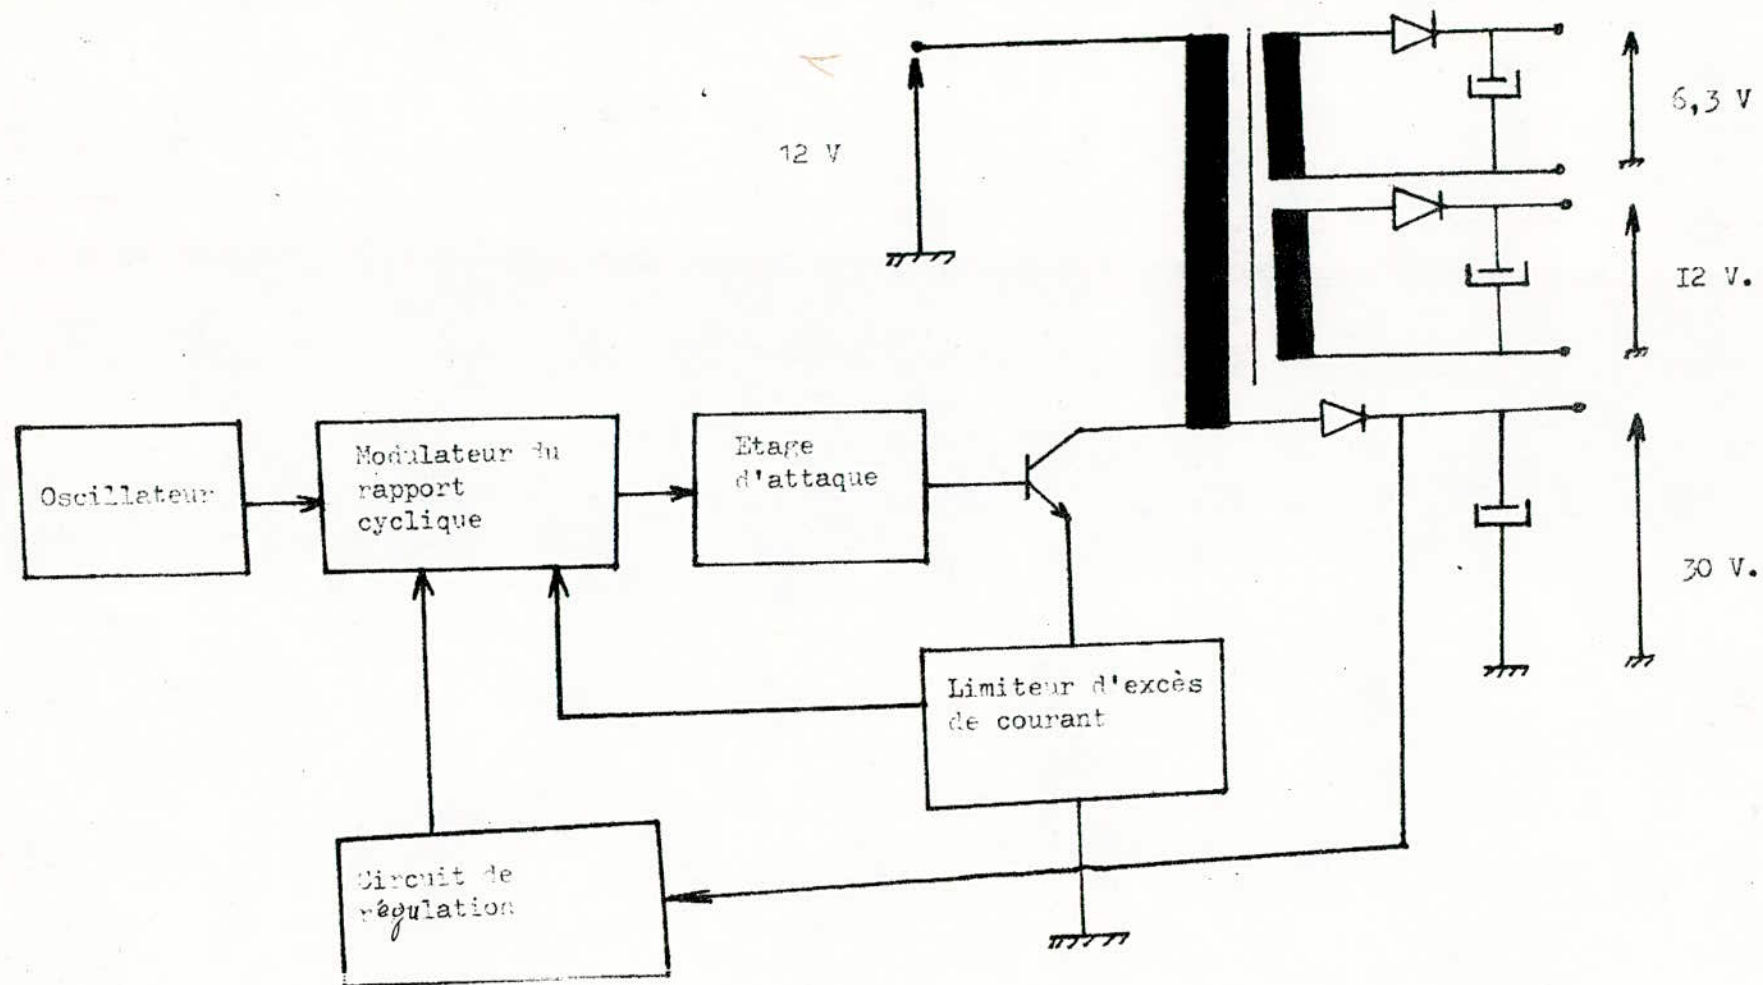 6,3 V
12 V
I2 V.
Oscillateur
Modulateur du
rapport
cyclique
Etage
d'attaque
30 V.
Limiteur d'excès
de courant
Circuit de
régulation